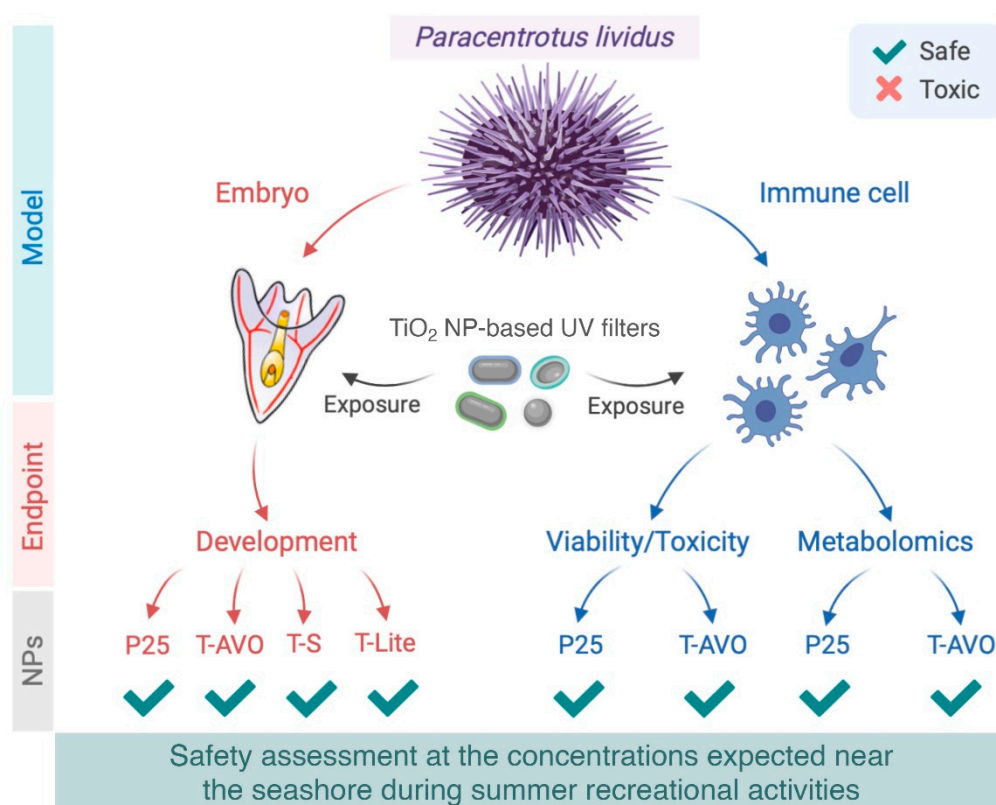 Paracentrotus lividus
Safe
Toxic
Model
Embryo
Immune cell
TiO₂ NP-based UV filters
Exposure
Exposure
Endpoint
Development
Viability/Toxicity
Metabolomics
NPs
P25
T-AVO
T-S
T-Lite
P25
T-AVO
P25
T-AVO
Safety assessment at the concentrations expected near
the seashore during summer recreational activities